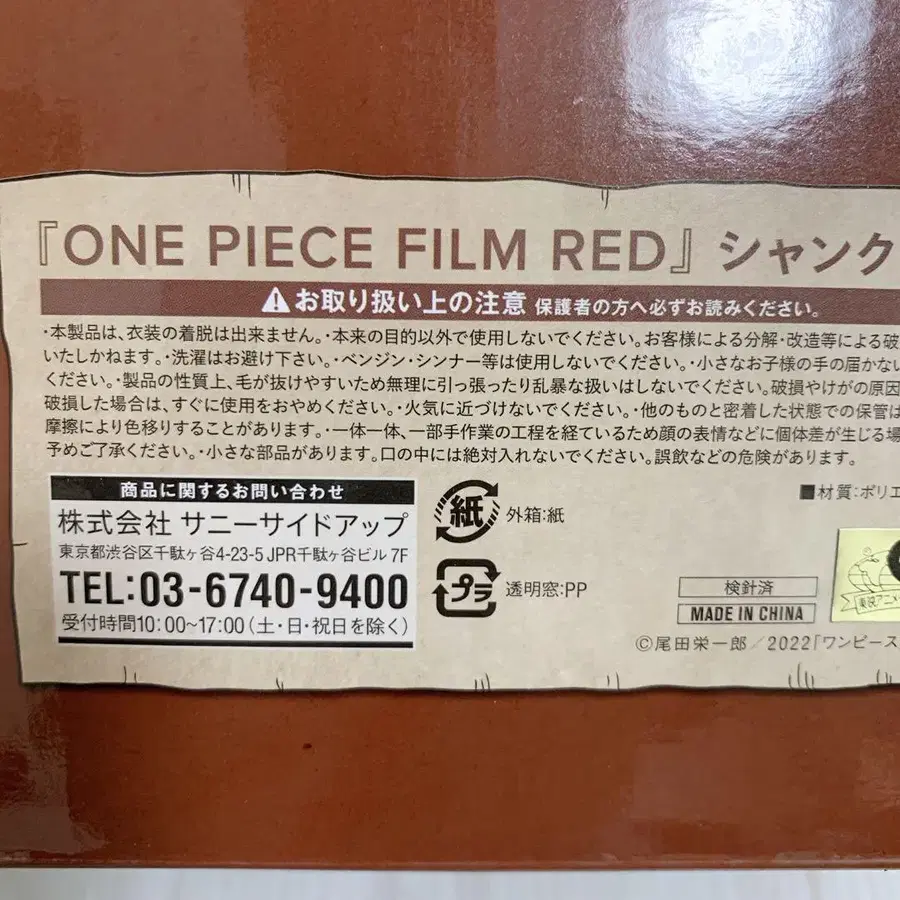 『ONE PIECE FILM RED』 シャンク
お取り扱い上の注意 保護者の方へ必ずお読みください。
・本製品は、衣装の着脱は出来ません。・本来の目的以外で使用しないでください。お客様による分解・改造等による破
いたしかねます。・洗濯はお避け下さい。・ベンジン・シンナー等は使用しないでください。・小さなお子様の手の届かない
ください。・製品の性質上、毛が抜けやすいため無理に引っ張ったり乱暴な扱いはしないでください。破損やけがの原因
破損した場合は、すぐに使用をおやめください。・火気に近づけないでください。・他のものと密着した状態での保管は
摩擦により色移りすることがあります。・一体一体、一部手作業の工程を経ているため顔の表情などに個体差が生じる場
予めご了承ください。・小さな部品があります。口の中には絶対入れないでください。誤飲などの危険があります。
商品に関するお問い合わせ
株式会社 サニーサイドアップ
東京都渋谷区千駄ヶ谷4-23-5 JPR千駄ヶ谷ビル 7F
TEL:03-6740-9400
受付時間10:00~17:00(土・日・祝日を除く)
紙 外箱:紙
プラ 透明窓:PP
■材質:ポリエ
検針済
MADE IN CHINA
東映アニメ
©尾田栄一郎/2022「ワンピース